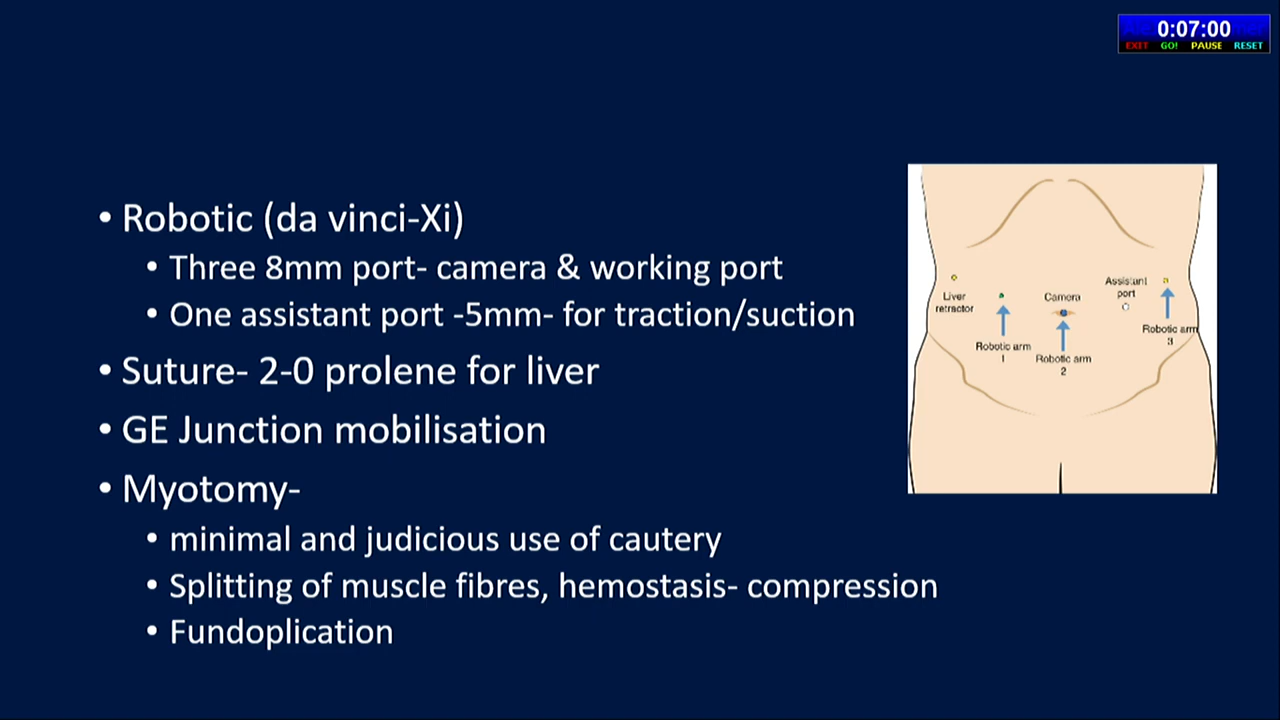 0:07:00
EXIT GO! PAUSE RESET
• Robotic (da vinci-Xi)
• Three 8mm port- camera & working port
• One assistant port -5mm- for traction/suction
• Suture- 2-0 prolene for liver
• GE Junction mobilisation
• Myotomy-
• minimal and judicious use of cautery
• Splitting of muscle fibres, hemostasis- compression
• Fundoplication
Liver
retractor
Robotic arm
1
Camera
Robotic arm
2
Assistant
port
Robotic arm
3